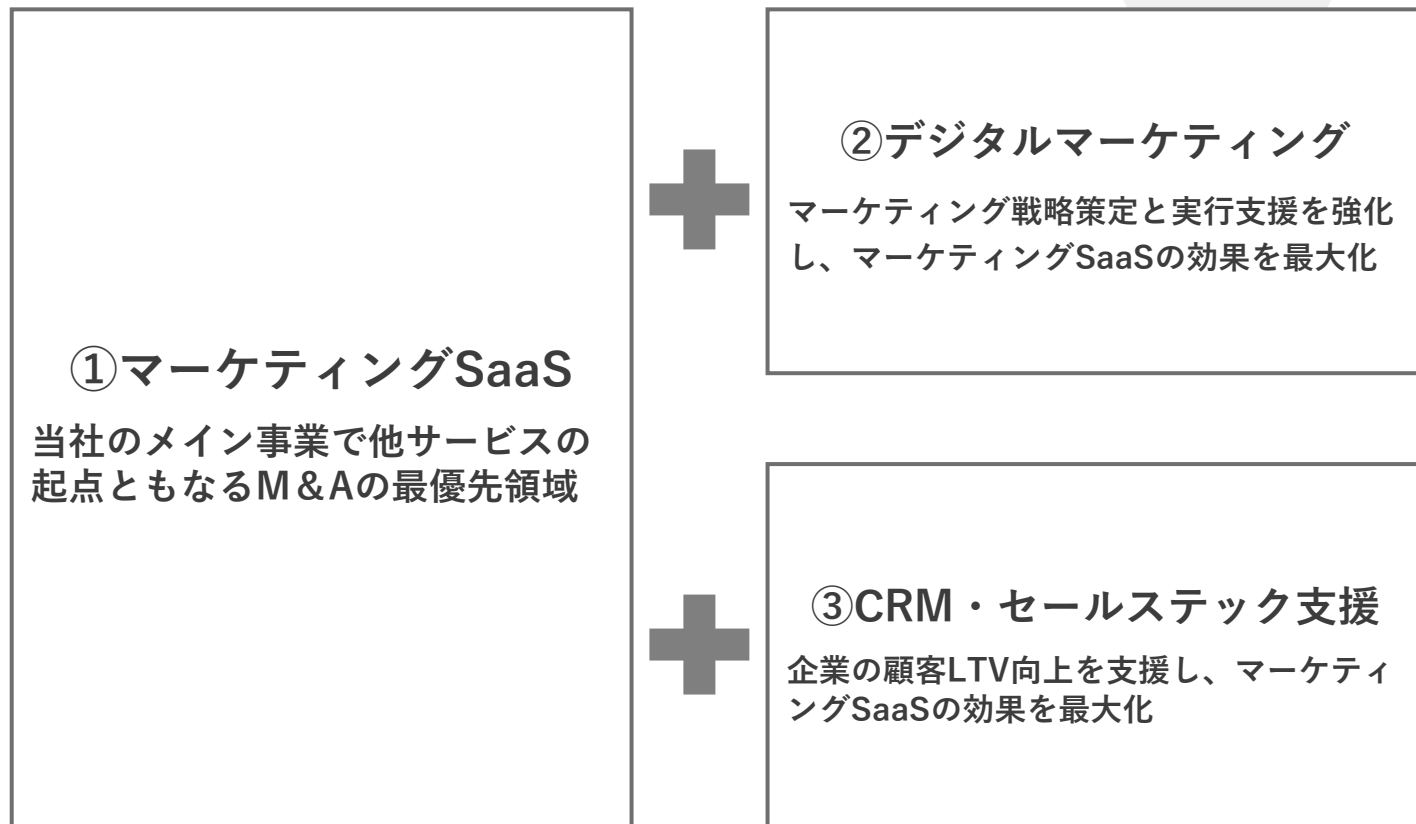 ①マーケティングSaaS
当社のメイン事業で他サービスの
起点ともなるM&Aの最優先領域
②デジタルマーケティング
マーケティング戦略策定と実行支援を強化
し、マーケティングSaaSの効果を最大化
③CRM・セールステック支援
企業の顧客LTV向上を支援し、マーケティ
ングSaaSの効果を最大化